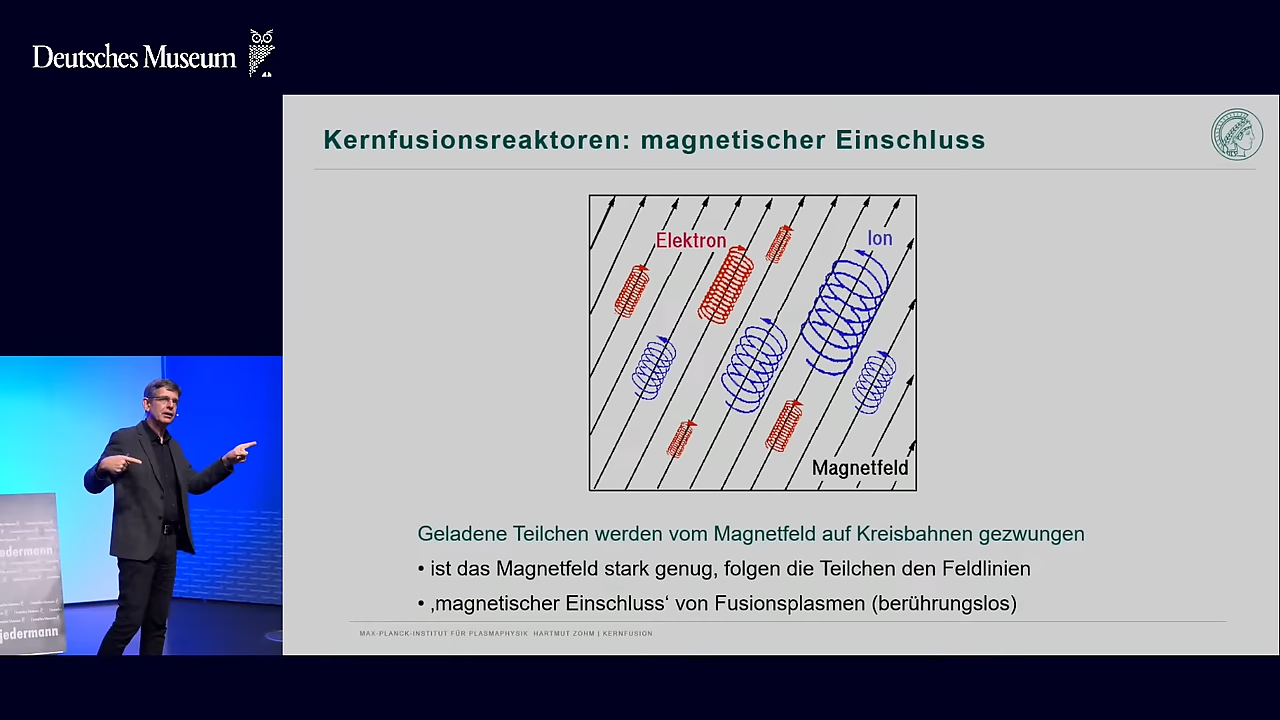 Deutsches Museum
Kernfusionsreaktoren: magnetischer Einschluss
Elektron
Ion
Magnetfeld
Geladene Teilchen werden vom Magnetfeld auf Kreisbahnen gezwungen
• ist das Magnetfeld stark genug, folgen die Teilchen den Feldlinien
• ‚magnetischer Einschluss‘ von Fusionsplasmen (berührungslos)
MAX-PLANCK-INSTITUT FÜR PLASMAPHYSIK HARTMUT ZOHM | KERNFUSION
jedermann
jedermann